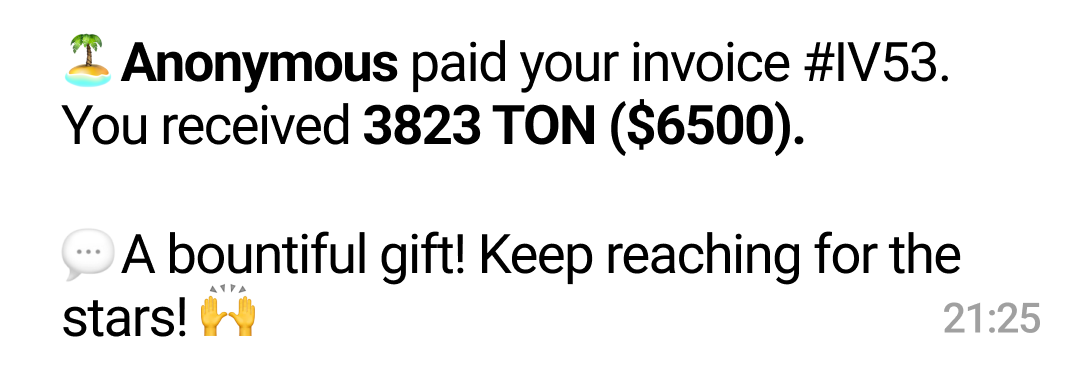 🏝 Anonymous paid your invoice #IV53.
You received 3823 TON ($6500).
💬 A bountiful gift! Keep reaching for the
stars! 🙌
21:25